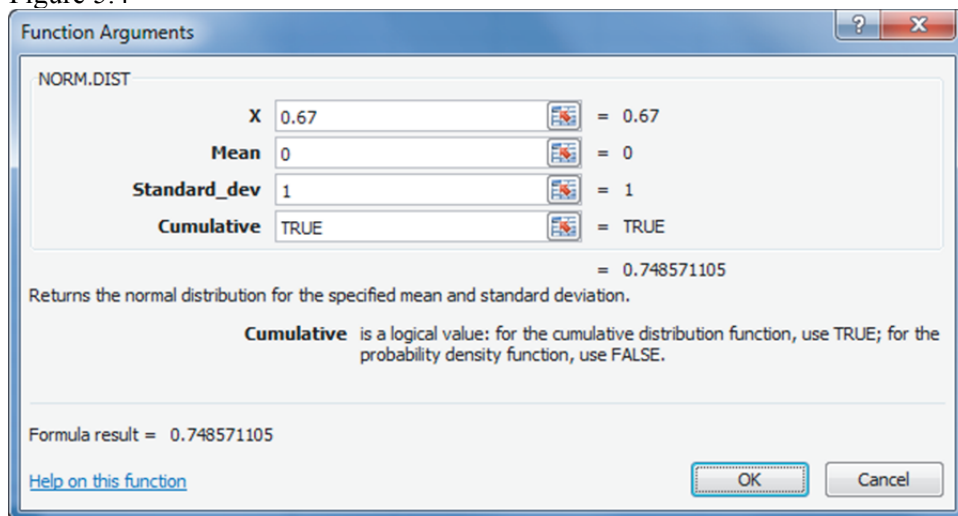 Function Arguments ? X
NORM.DIST
X 0.67 = 0.67
Mean 0 = 0
Standard_dev 1 = 1
Cumulative TRUE = TRUE
= 0.748571105
Returns the normal distribution for the specified mean and standard deviation.
Cumulative is a logical value: for the cumulative distribution function, use TRUE; for the
probability density function, use FALSE.
Formula result = 0.748571105
Help on this function OK Cancel